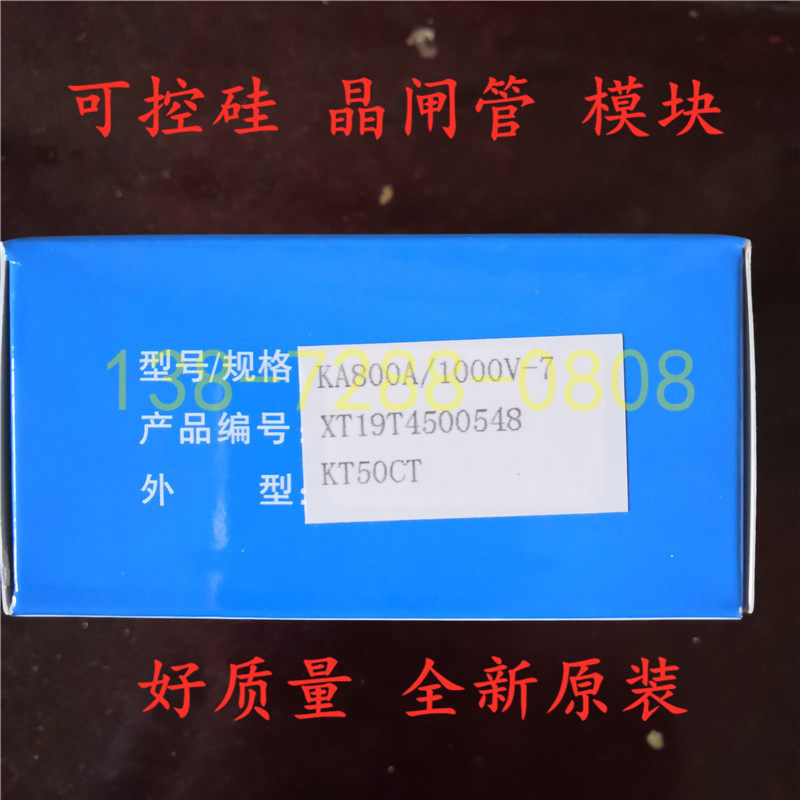 可控硅 晶闸管 模块
型号/规格 KA800A/1000V-7
138-7288-0808
产品编号: XT19T4500548
外 型: KT50CT
好质量 全新原装